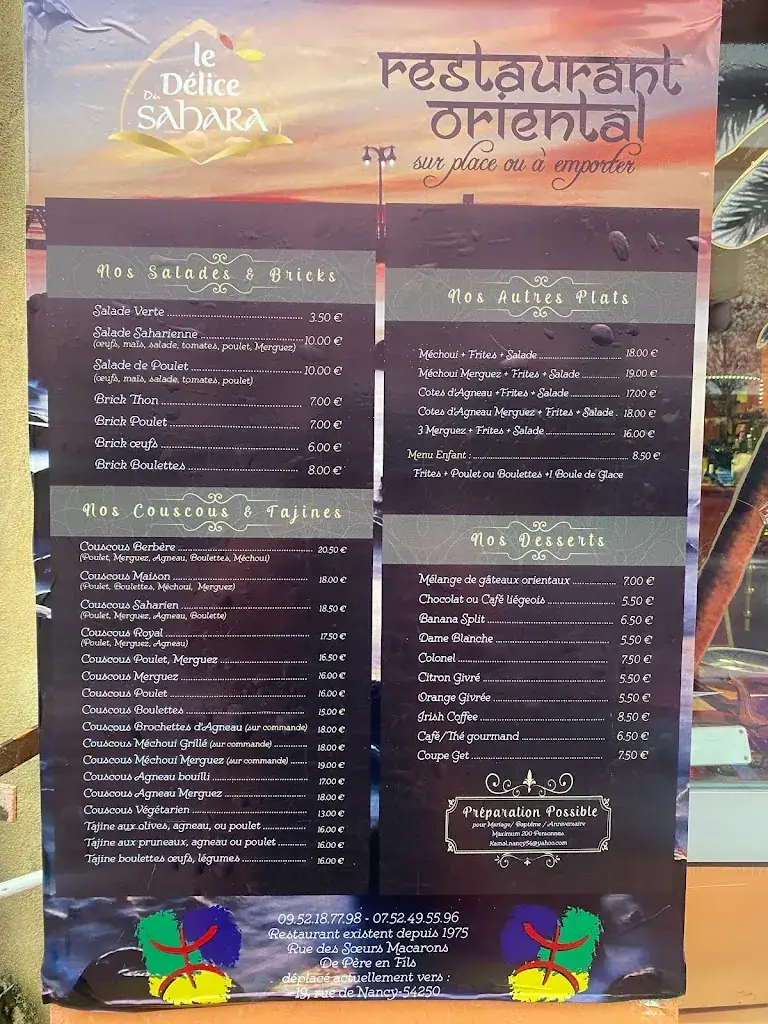 le
Délice
Du
Sahara
restaurant
oriental
sur place ou à emporter
Nos Salades & Bricks
Salade Verte 3.50 €
Salade Saharienne 10.00 €
(œufs, maïs, salade, tomates, poulet, Merguez)
Salade de Poulet 10.00 €
(œufs, maïs, salade, tomates, poulet)
Brick Thon 7.00 €
Brick Poulet 7.00 €
Brick œufs 6.00 €
Brick Boulettes 8.00 €
Nos Couscous & Tajines
Couscous Berbère 20.50 €
(Poulet, Merguez, Agneau, Boulettes, Méchoui)
Couscous Maison 18.00 €
(Poulet, Boulettes, Méchoui, Merguez)
Couscous Saharien 18.50 €
(Poulet, Merguez, Agneau, Boulette)
Couscous Royal 17.50 €
(Poulet, Merguez, Agneau)
Couscous Poulet, Merguez 16.50 €
Couscous Merguez 16.00 €
Couscous Poulet 16.00 €
Couscous Boulettes 15.00 €
Couscous Brochettes d'Agneau (sur commande) 18.00 €
Couscous Méchoui Grillé (sur commande) 18.00 €
Couscous Méchoui Merguez (sur commande) 19.00 €
Couscous Agneau bouilli 17.00 €
Couscous Agneau Merguez 18.00 €
Couscous Végétarien 13.00 €
Tajine aux olives, agneau, ou poulet 16.00 €
Tajine aux pruneaux, agneau ou poulet 16.00 €
Tajine boulettes œufs, légumes 16.00 €
Nos Autres Plats
Méchoui + Frites + Salade 18.00 €
Méchoui Merguez + Frites + Salade 19.00 €
Cotes d'Agneau +Frites + Salade 17.00 €
Cotes d'Agneau Merguez + Frites + Salade . 18.00 €
3 Merguez + Frites + Salade 16.00 €
Menu Enfant : 8.50 €
Frites + Poulet ou Boulettes +1 Boule de Glace
Nos Desserts
Mélange de gâteaux orientaux 7.00 €
Chocolat ou Café liégeois 5.50 €
Banana Split 6.50 €
Dame Blanche 5.50 €
Colonel 7.50 €
Citron Givré 5.50 €
Orange Givrée 5.50 €
Irish Coffee 8.50 €
Café/Thé gourmand 6.50 €
Coupe Get 7.50 €
Préparation Possible
pour Mariage/ Baptême / Anniversaire
Maximum 200 Personnes
Kamal.nancy54@yahoo.com
09.52.18.77.98 - 07.52.49.55.96
Restaurant existent depuis 1975
Rue des Sœurs Macarons
De Père en Fils
déplacé actuellement vers :
19, rue de Nancy-54250